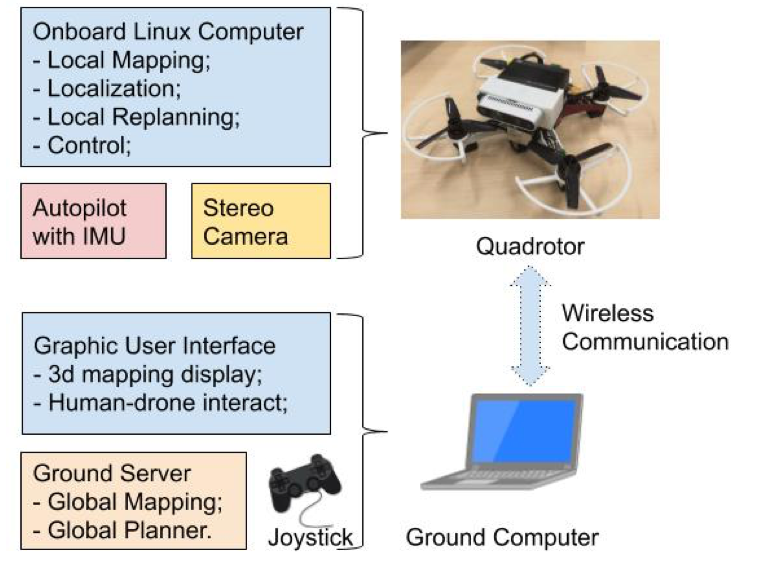 Onboard Linux Computer
- Local Mapping;
- Localization;
- Local Replanning;
- Control;
Autopilot
with IMU
Stereo
Camera
Quadrotor
Wireless
Communication
Graphic User Interface
- 3d mapping display;
- Human-drone interact;
Ground Server
- Global Mapping;
- Global Planner.
Joystick
Ground Computer